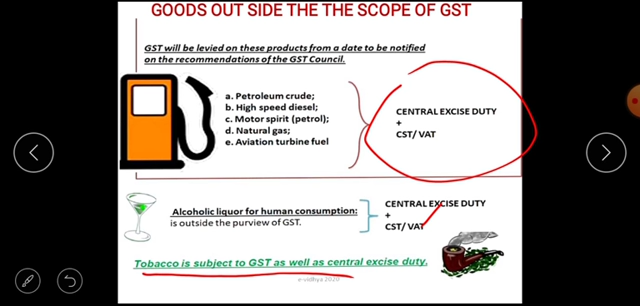 GOODS OUT SIDE THE THE SCOPE OF GST
GST will be levied on these products from a date to be notified
on the recommendations of the GST Council.
a. Petroleum crude;
b. High speed diesel;
c. Motor spirit (petrol);
d. Natural gas;
e. Aviation turbine fuel
CENTRAL EXCISE DUTY
+
CST/ VAT
Alcoholic liquor for human consumption:
is outside the purview of GST.
CENTRAL EXCISE DUTY
+
CST/ VAT
Tobacco is subject to GST as well as central excise duty.
e-vidhya 2020